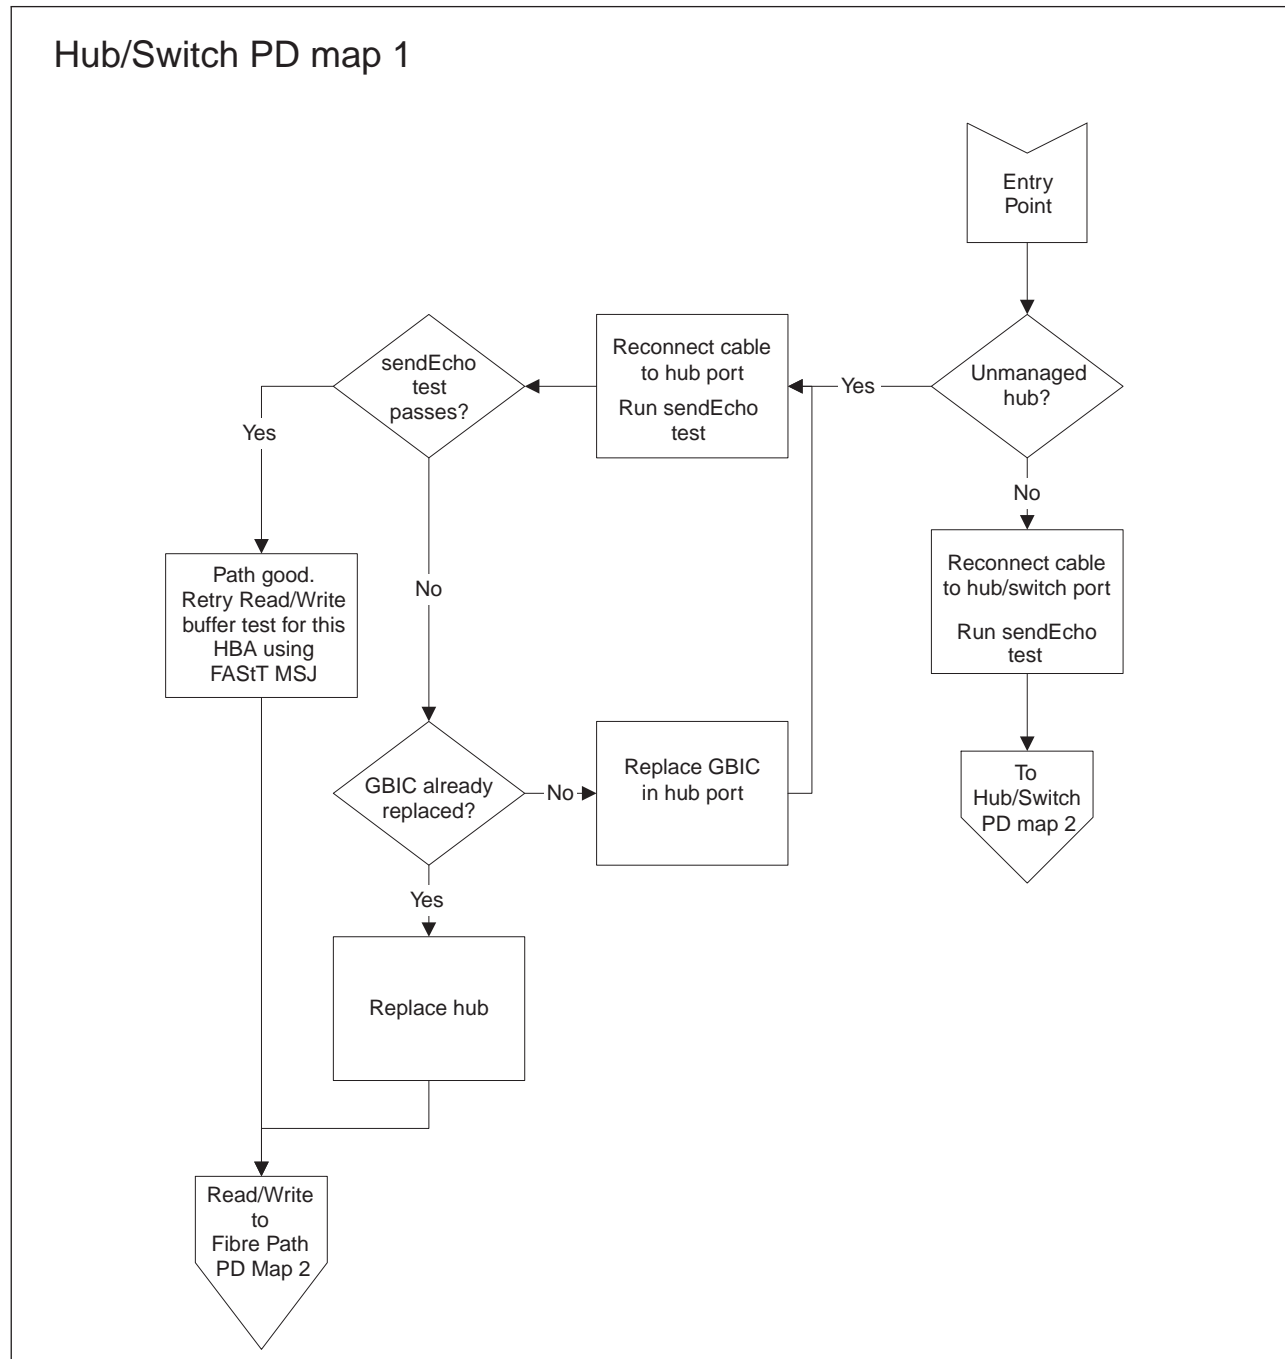 Hub/Switch PD map 1
Entry
Point
Unmanaged
hub?
Yes
Reconnect cable
to hub port
Run sendEcho
test
sendEcho
test
passes?
Yes
No
No
Reconnect cable
to hub/switch port
Run sendEcho
test
Path good.
Retry Read/Write
buffer test for this
HBA using
FAStT MSJ
GBIC already
replaced?
No
Replace GBIC
in hub port
To
Hub/Switch
PD map 2
Yes
Replace hub
Read/Write
to
Fibre Path
PD Map 2